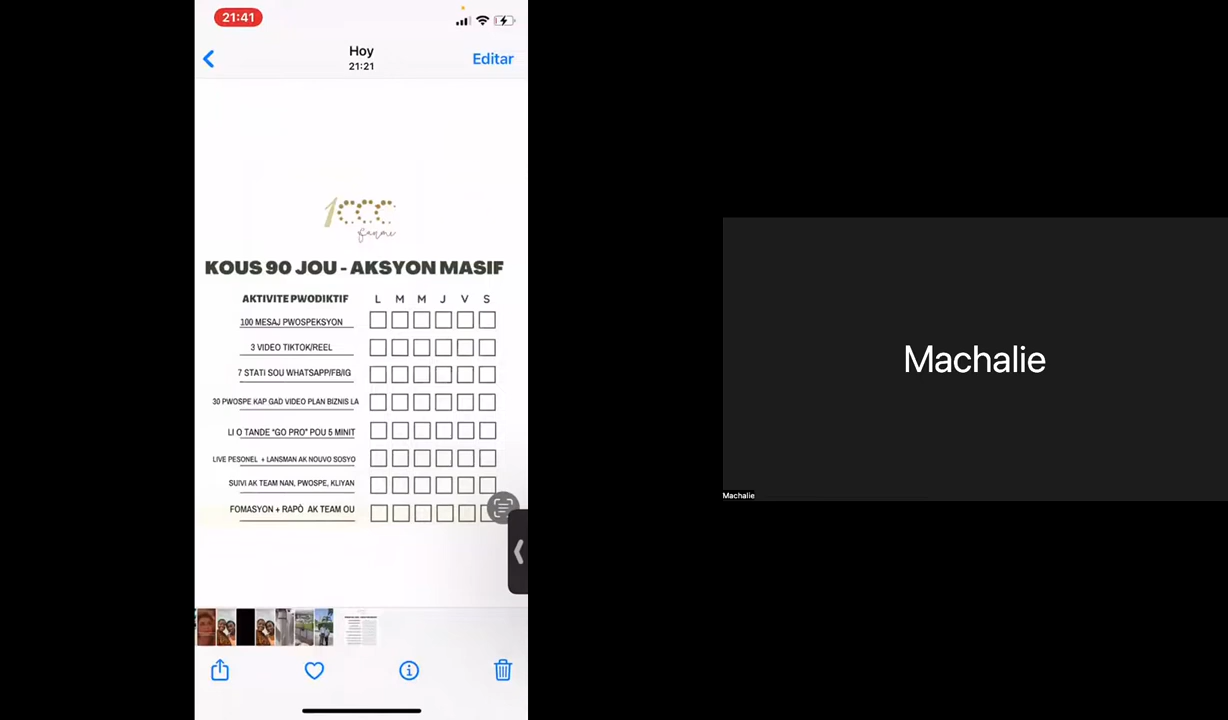 21:41
Hoy
21:21
Editar
1000
fanme
KOUS 90 JOU - AKSYON MASIF
AKTIVITE PWODIKTIF L M M J V S
100 MESAJ PWOSPEKSYON
3 VIDEO TIKTOK/REEL
7 STATI SOU WHATSAPP/FB/IG
30 PWOSPE KAP GAD VIDEO PLAN BIZNIS LA
LI O TANDE "GO PRO" POU 5 MINIT
LIVE PESONEL + LANSMAN AK NOUVO SOSYO
SUIVI AK TEAM NAN, PWOSPE, KLIYAN
FOMASYON + RAPÒ AK TEAM OU
Machalie
Machalie